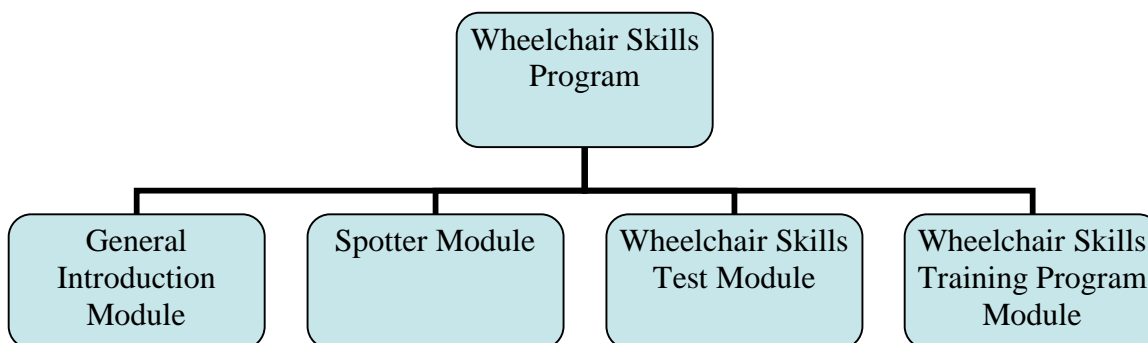 Wheelchair Skills
Program
General
Introduction
Module
Spotter Module
Wheelchair Skills
Test Module
Wheelchair Skills
Training Program
Module